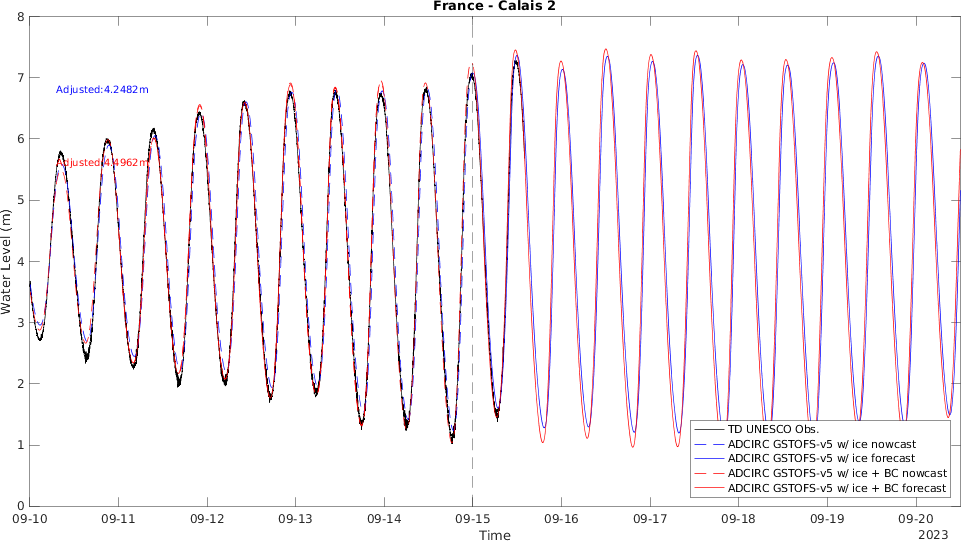 France - Calais 2
8
7
6
5
4
3
2
1
0
Water Level (m)
Adjusted:4.2482m
Adjusted:4.4962m
TD UNESCO Obs.
ADCIRC GSTOFS-v5 w/ ice nowcast
ADCIRC GSTOFS-v5 w/ ice forecast
ADCIRC GSTOFS-v5 w/ ice + BC nowcast
ADCIRC GSTOFS-v5 w/ ice + BC forecast
09-10 09-11 09-12 09-13 09-14 09-15 09-16 09-17 09-18 09-19 09-20
Time
2023